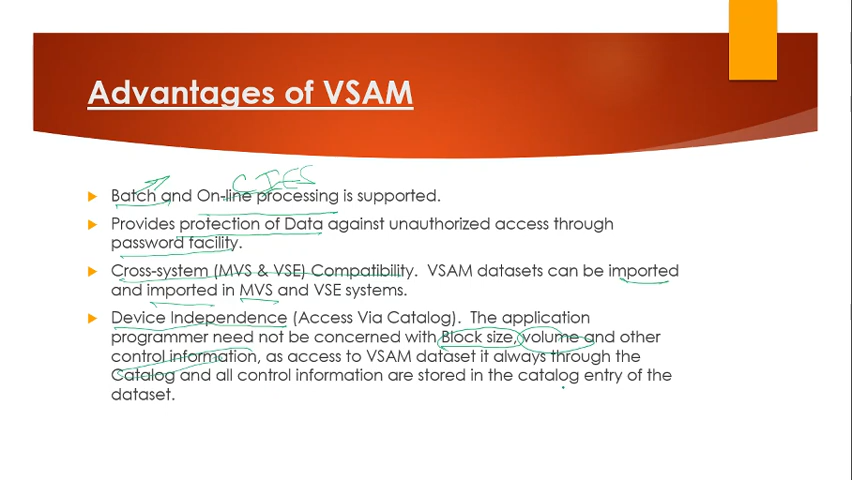 Advantages of VSAM
CIES
Batch and On-line processing is supported.
Provides protection of Data against unauthorized access through
password facility.
Cross-system (MVS & VSE) Compatibility. VSAM datasets can be imported
and imported in MVS and VSE systems.
Device Independence (Access Via Catalog). The application
programmer need not be concerned with Block size, volume and other
control information, as access to VSAM dataset it always through the
Catalog and all control information are stored in the catalog entry of the
dataset.